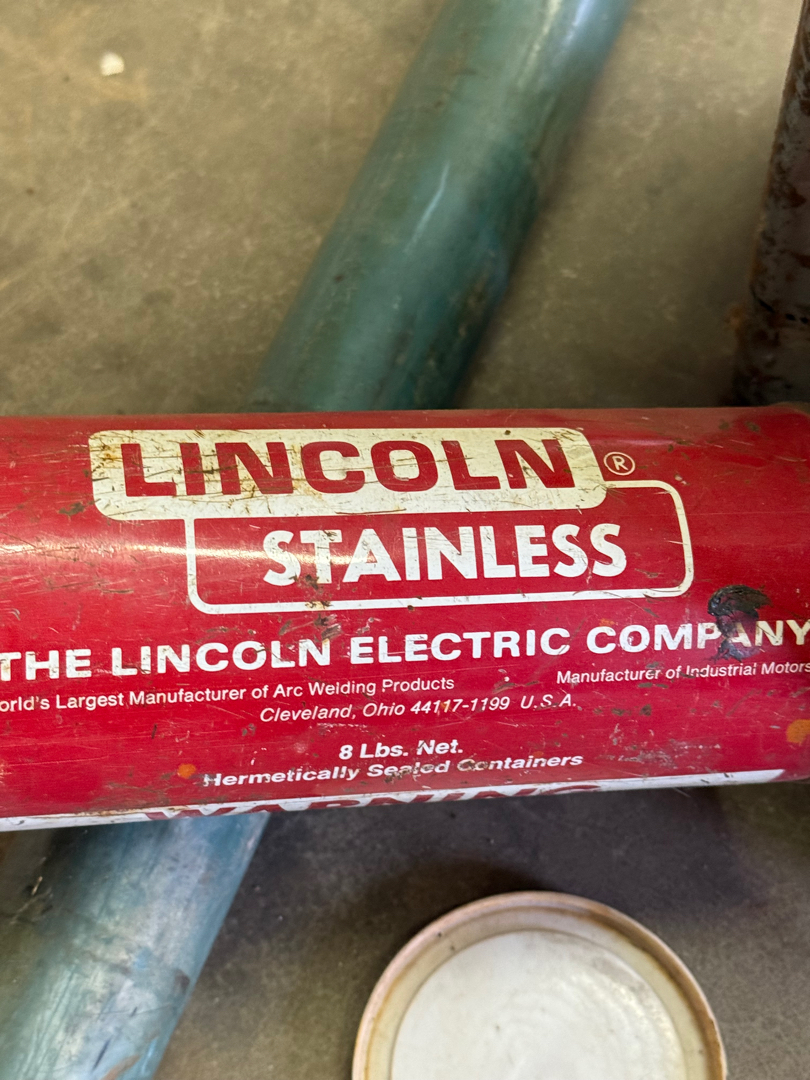 LINCOLN ®
STAINLESS
THE LINCOLN ELECTRIC COMPANY
orld's Largest Manufacturer of Arc Welding Products Manufacturer of Industrial Motors
Cleveland, Ohio 44117-1199 U.S.A.
8 Lbs. Net.
Hermetically Sealed Containers
WARNING